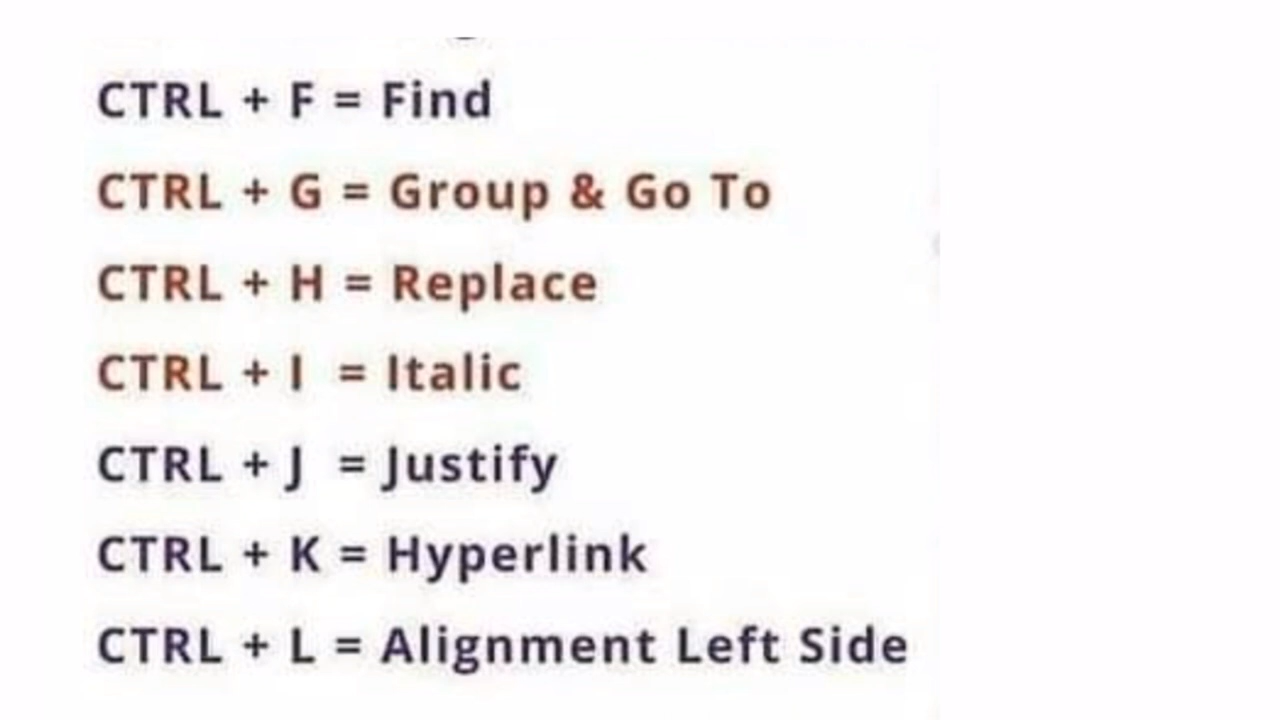 CTRL + F = Find
CTRL + G = Group & Go To
CTRL + H = Replace
CTRL + I = Italic
CTRL + J = Justify
CTRL + K = Hyperlink
CTRL + L = Alignment Left Side